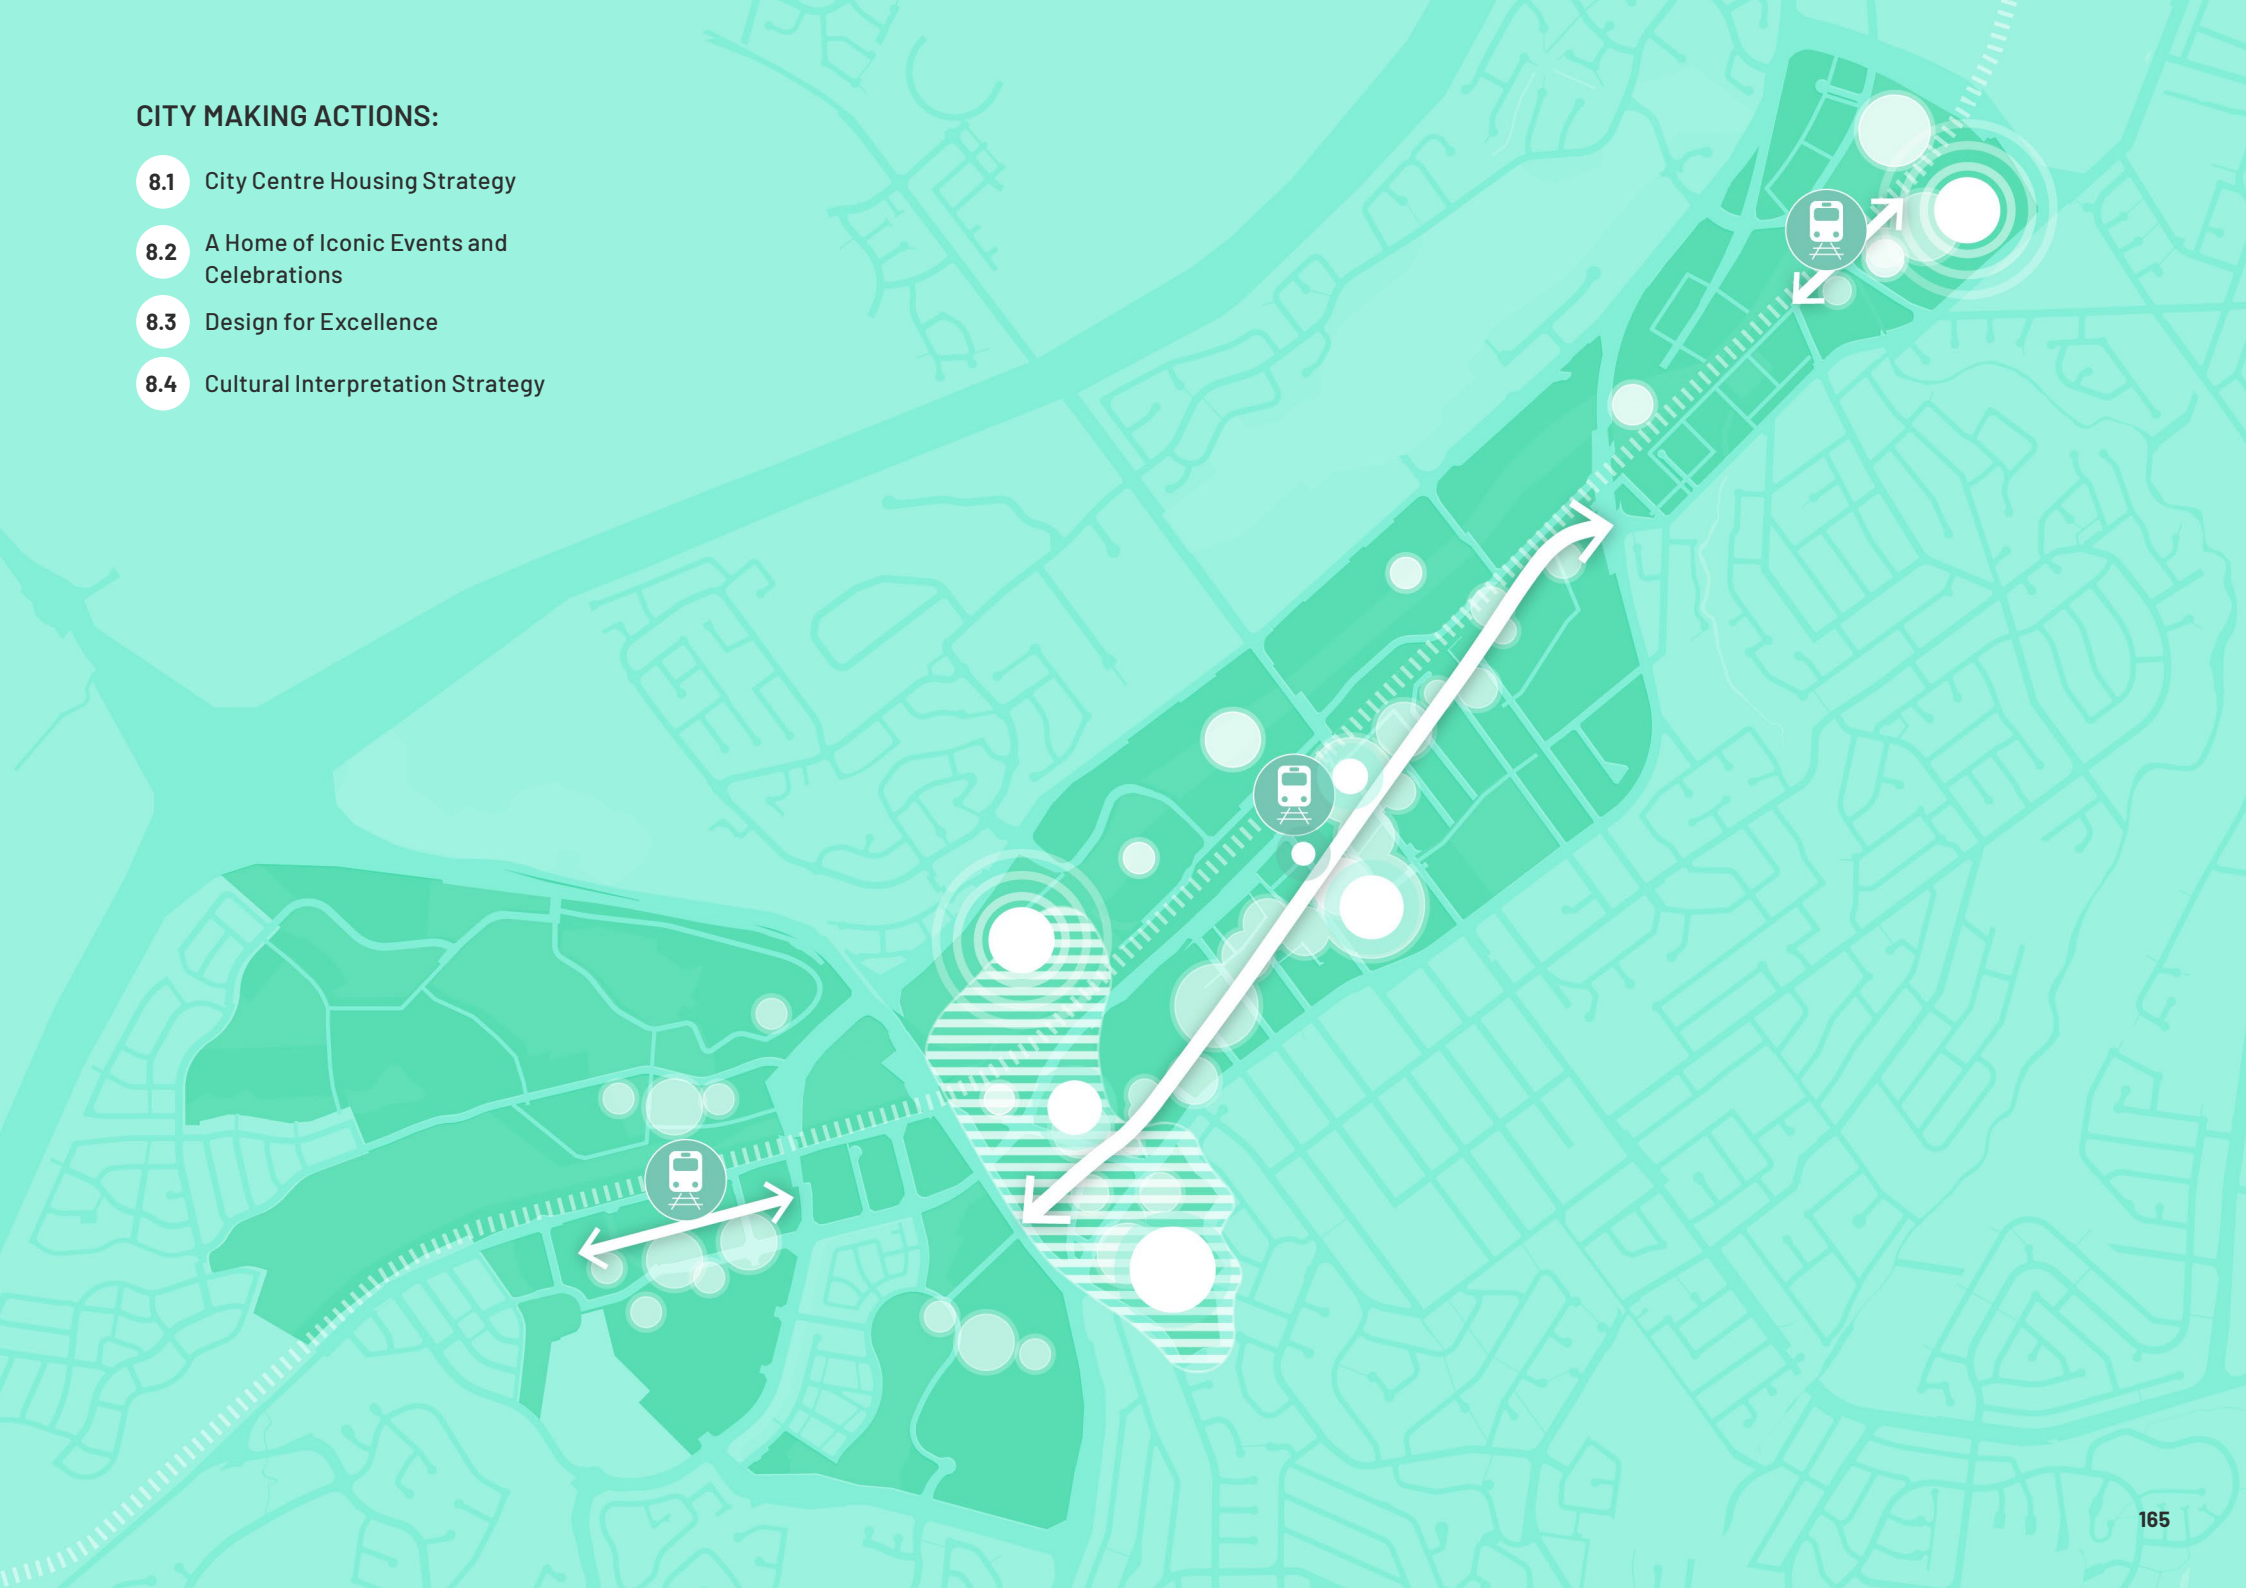 CITY MAKING ACTIONS:
8.1 City Centre Housing Strategy
8.2 A Home of Iconic Events and
Celebrations
8.3 Design for Excellence
8.4 Cultural Interpretation Strategy
165